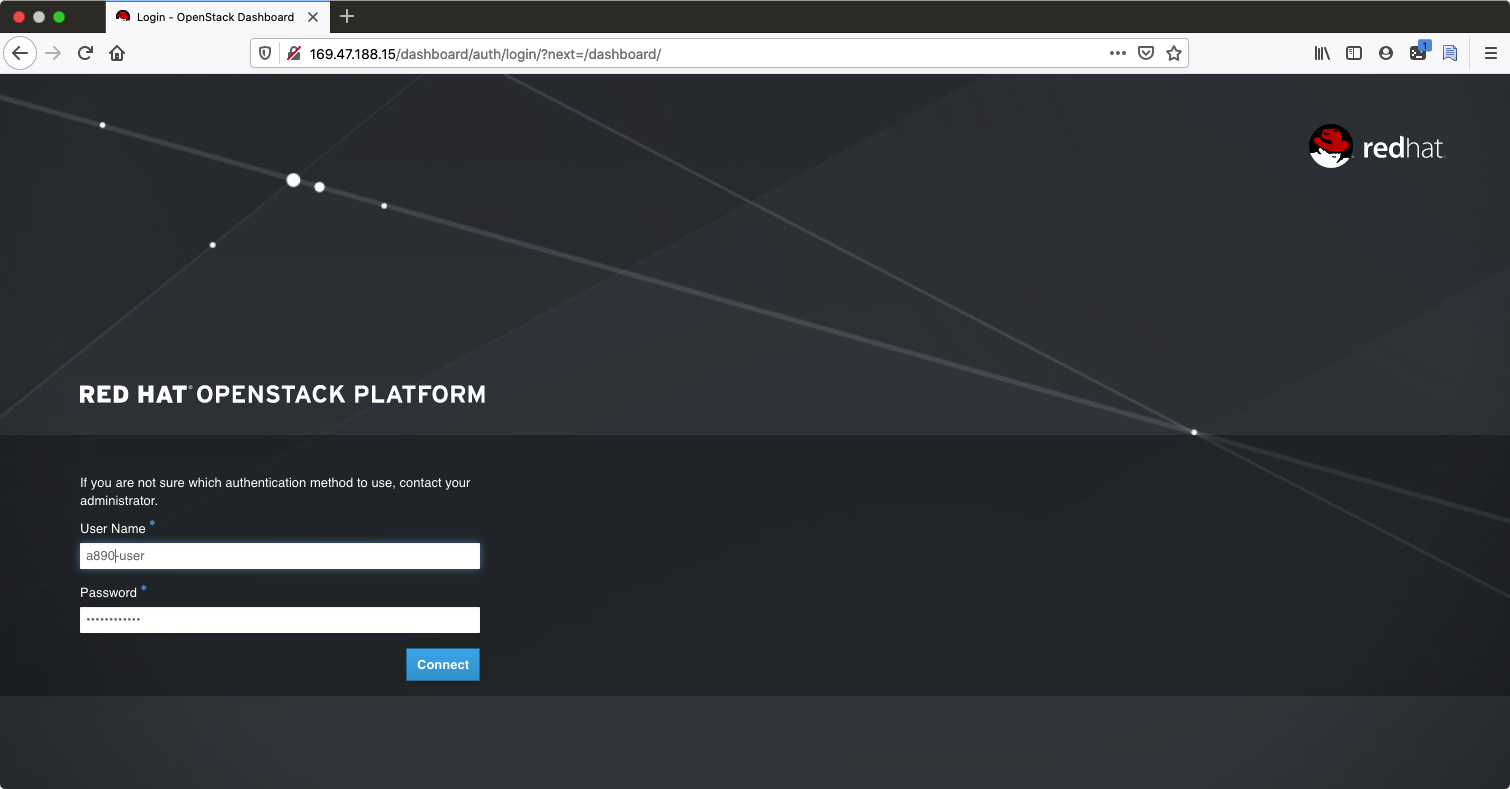 Login - OpenStack Dashboard
169.47.188.15/dashboard/auth/login/?next=/dashboard/
1
redhat.
RED HAT® OPENSTACK PLATFORM
If you are not sure which authentication method to use, contact your
administrator.
User Name *
a890-user
Password *
••••••••••••
Connect